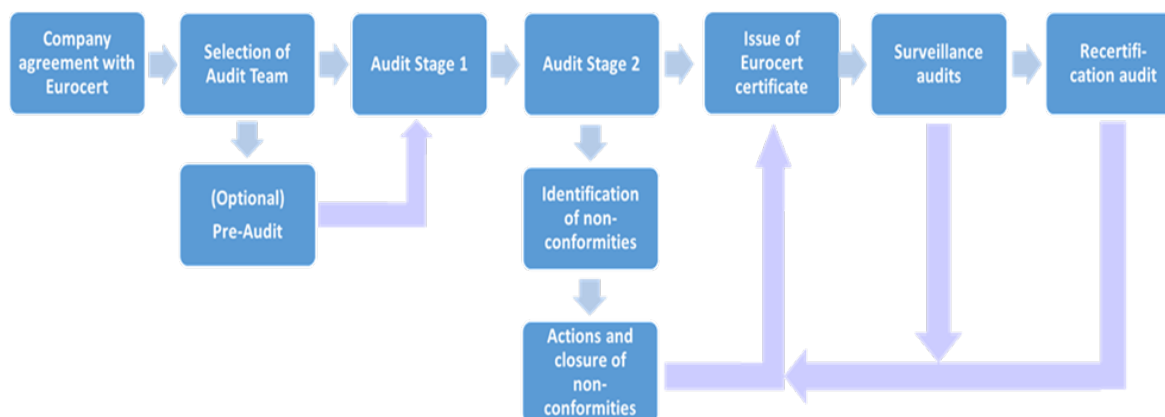 Company
agreement with
Eurocert
Selection of
Audit Team
Audit Stage 1
Audit Stage 2
Issue of
Eurocert
certificate
Surveillance
audits
Recertifi-
cation audit
(Optional)
Pre-Audit
Identification
of non-
conformities
Actions and
closure of
non-
conformities